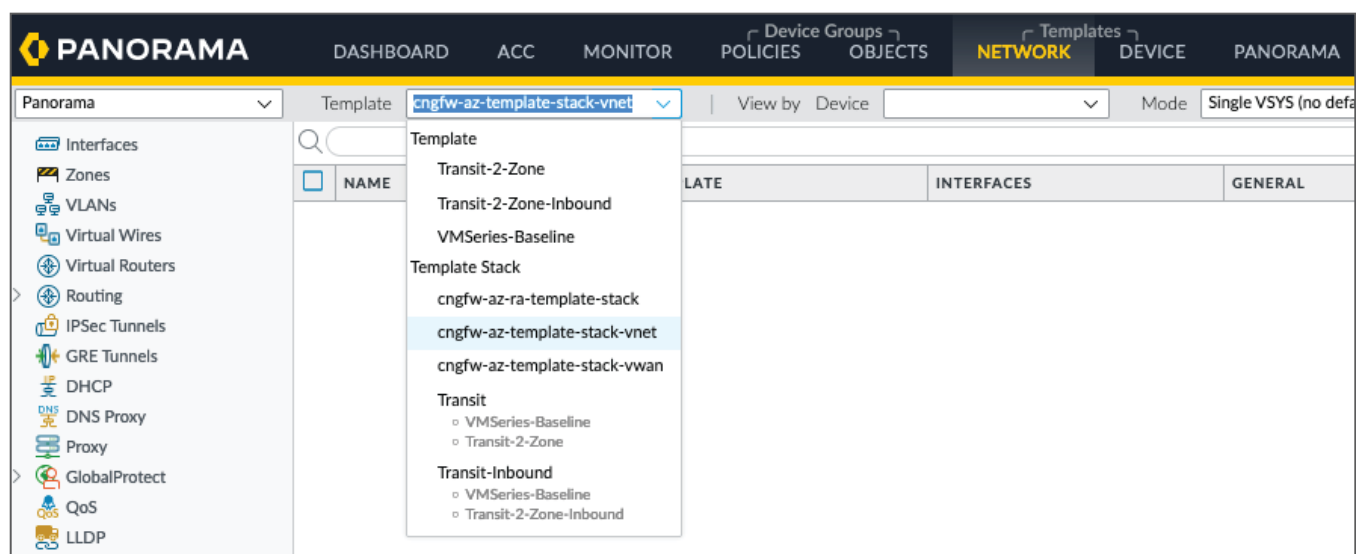 PANORAMA
Device Groups
Templates
DASHBOARD ACC MONITOR POLICIES OBJECTS NETWORK DEVICE PANORAMA
Panorama Template cngfw-az-template-stack-vnet View by Device Mode Single VSYS (no defa
Interfaces
Zones
VLANs
Virtual Wires
Virtual Routers
Routing
IPSec Tunnels
GRE Tunnels
DHCP
DNS Proxy
Proxy
GlobalProtect
QoS
LLDP
NAME LATE INTERFACES GENERAL
Template
Transit-2-Zone
Transit-2-Zone-Inbound
VMSeries-Baseline
Template Stack
cngfw-az-ra-template-stack
cngfw-az-template-stack-vnet
cngfw-az-template-stack-vwan
Transit
VMSeries-Baseline
Transit-2-Zone
Transit-Inbound
VMSeries-Baseline
Transit-2-Zone-Inbound